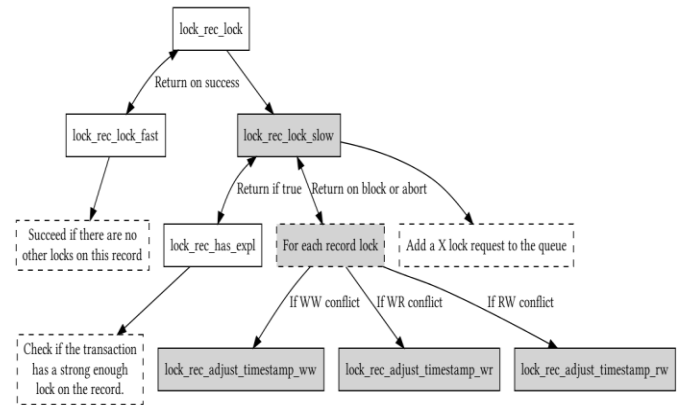 lock_rec_lock
Return on success
lock_rec_lock_fast
lock_rec_lock_slow
Return if true
Return on block or abort
Succeed if there are no
other locks on this record
lock_rec_has_expl
For each record lock
Add a X lock request to the queue
If WW conflict
If WR conflict
If RW conflict
Check if the transaction
has a strong enough
lock on the record.
lock_rec_adjust_timestamp_ww
lock_rec_adjust_timestamp_wr
lock_rec_adjust_timestamp_rw